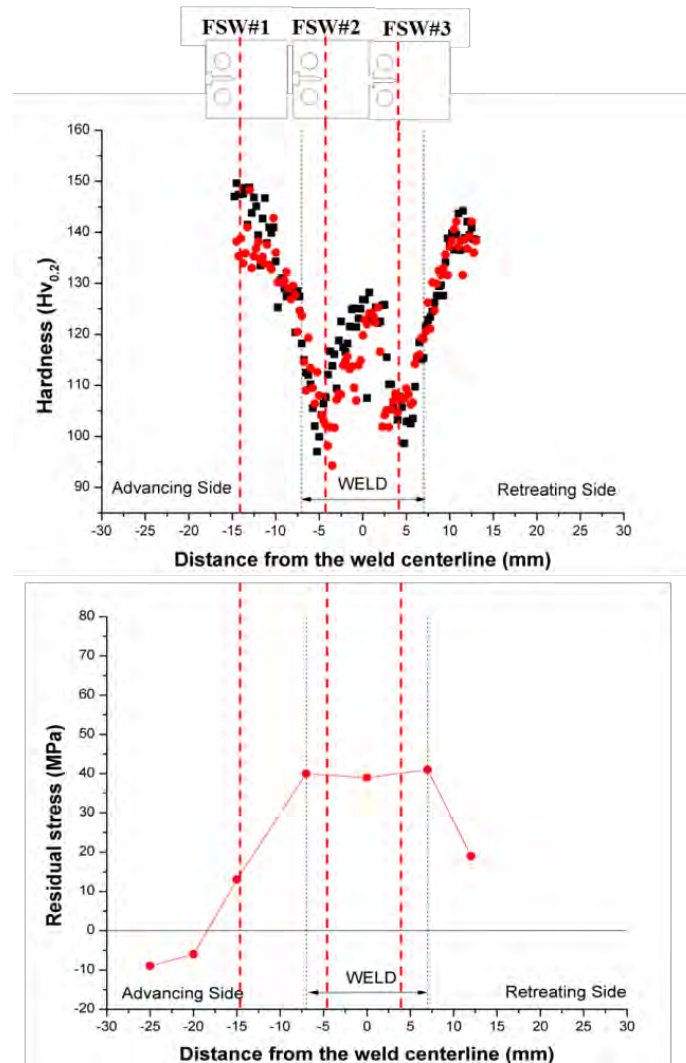 FSW#1 FSW#2 FSW#3
160
150
140
130
120
110
100
90
Hardness (Hv0.2)
Advancing Side
WELD
Retreating Side
-30 -25 -20 -15 -10 -5 0 5 10 15 20 25 30
Distance from the weld centerline (mm)
80
70
60
50
40
30
20
10
0
-10
-20
Residual stress (MPa)
Advancing Side
WELD
Retreating Side
-30 -25 -20 -15 -10 -5 0 5 10 15 20 25 30
Distance from the weld centerline (mm)